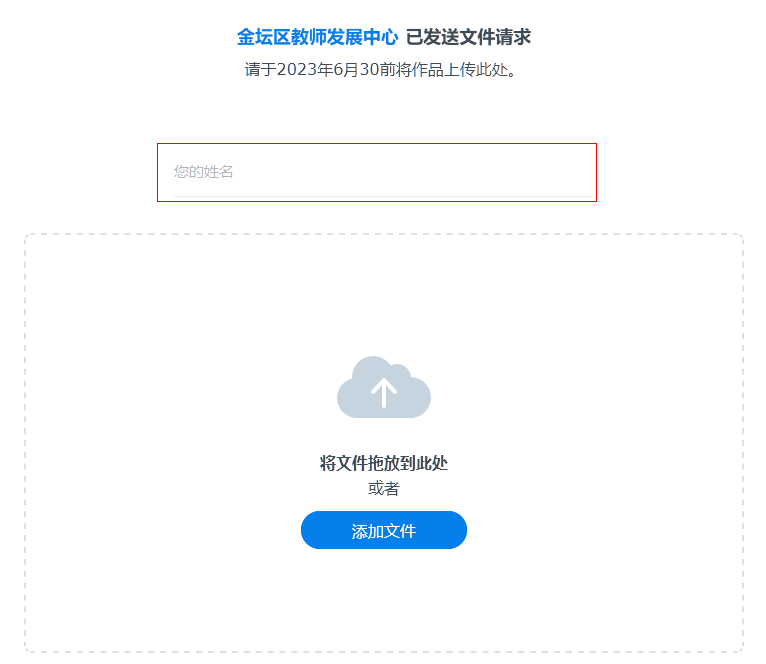 金坛区教师发展中心 已发送文件请求
请于2023年6月30前将作品上传此处。
您的姓名
将文件拖放到此处
或者
添加文件